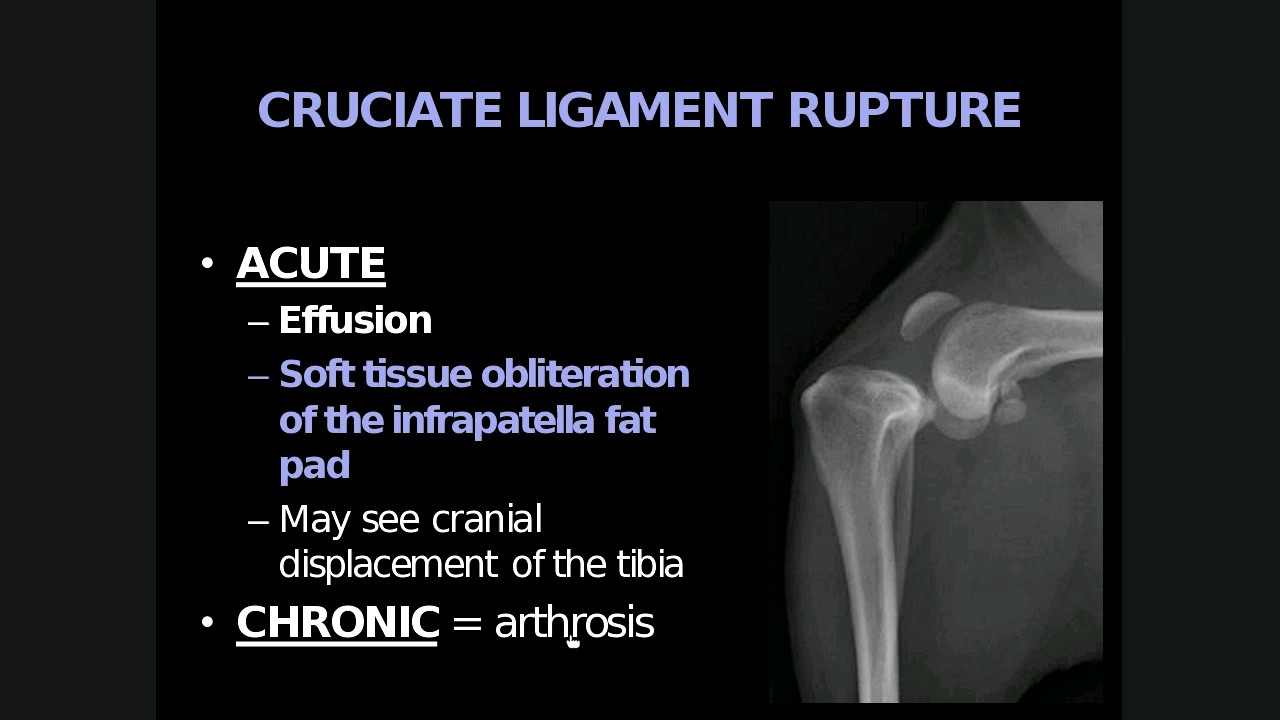 CRUCIATE LIGAMENT RUPTURE
• ACUTE
– Effusion
– Soft tissue obliteration
of the infrapatella fat
pad
– May see cranial
displacement of the tibia
• CHRONIC = arthrosis